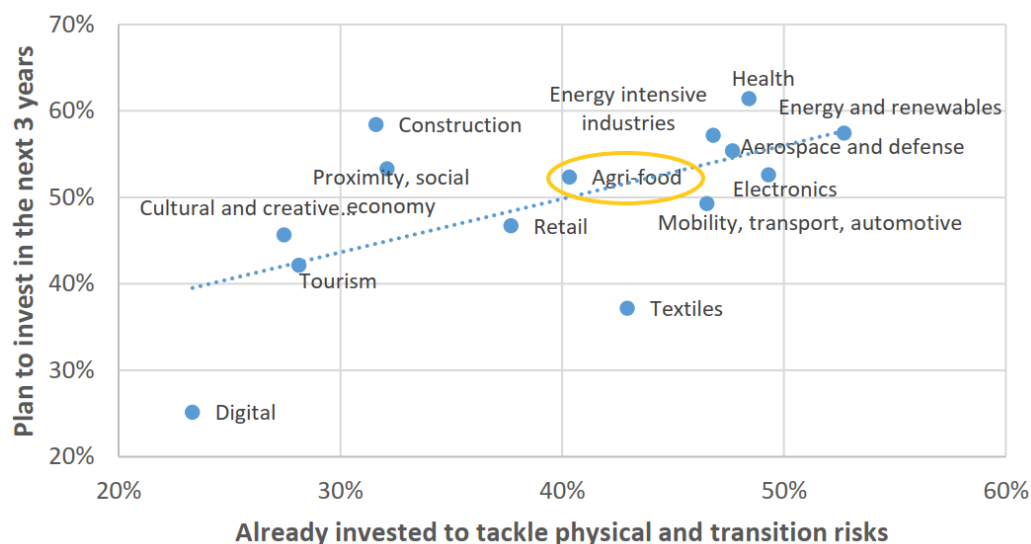 Plan to invest in the next 3 years
70%
60%
50%
40%
30%
20%
Health
Energy intensive
industries
Energy and renewables
Construction
Aerospace and defense
Proximity, social
economy
Agri-food
Electronics
Cultural and creative...
Retail
Mobility, transport, automotive
Tourism
Textiles
Digital
20%
30%
40%
50%
60%
Already invested to tackle physical and transition risks